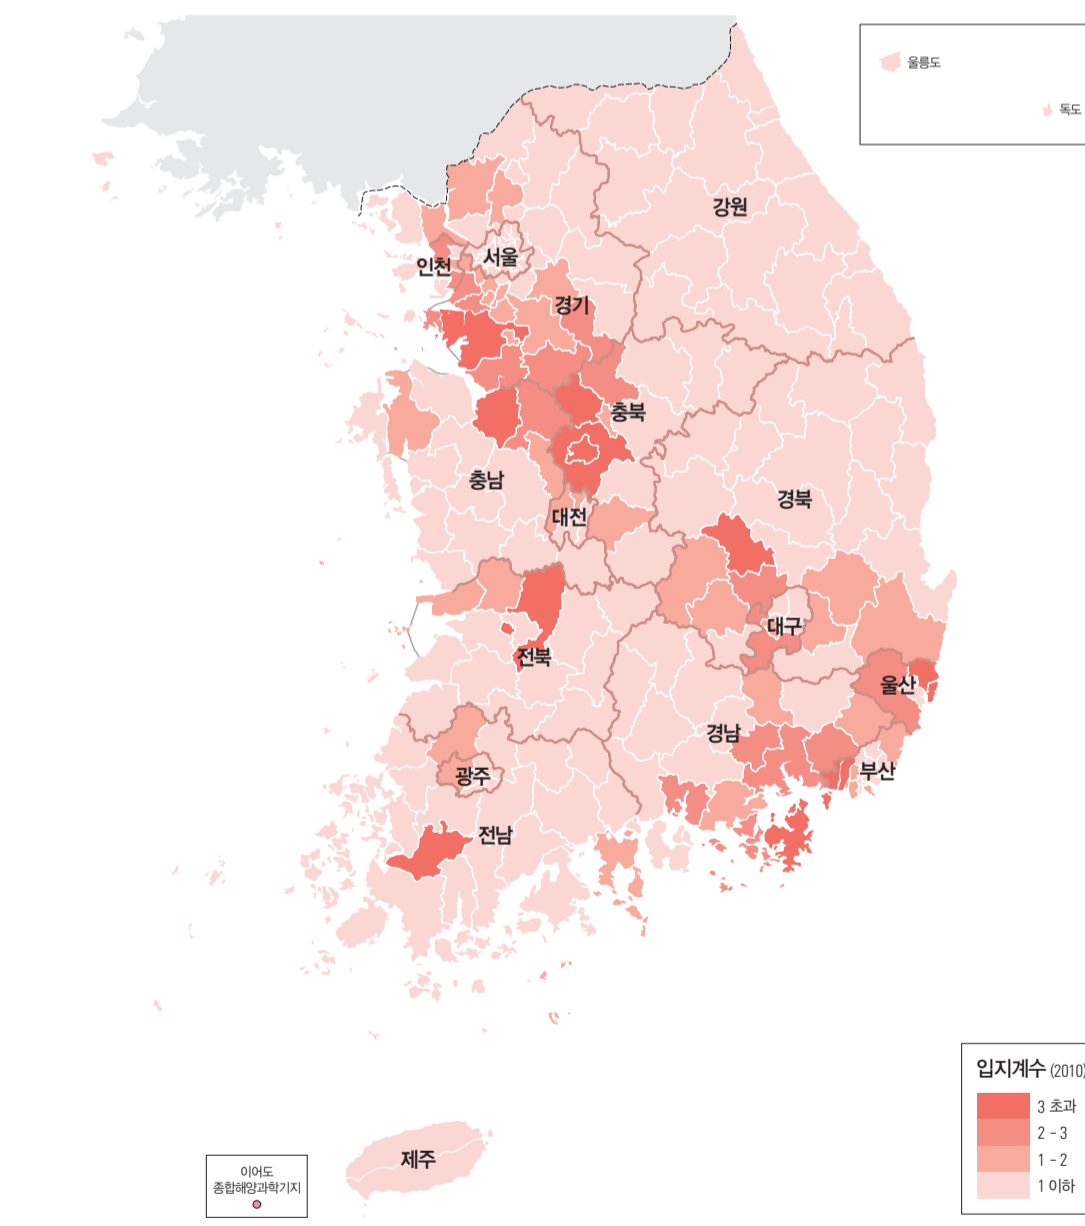 울릉도
독도
강원
서울
인천
경기
충북
충남
경북
대전
대구
전북
울산
경남
부산
광주
전남
제주
이어도
종합해양과학기지
입지계수 (2010)
3 초과
2 - 3
1 - 2
1 이하